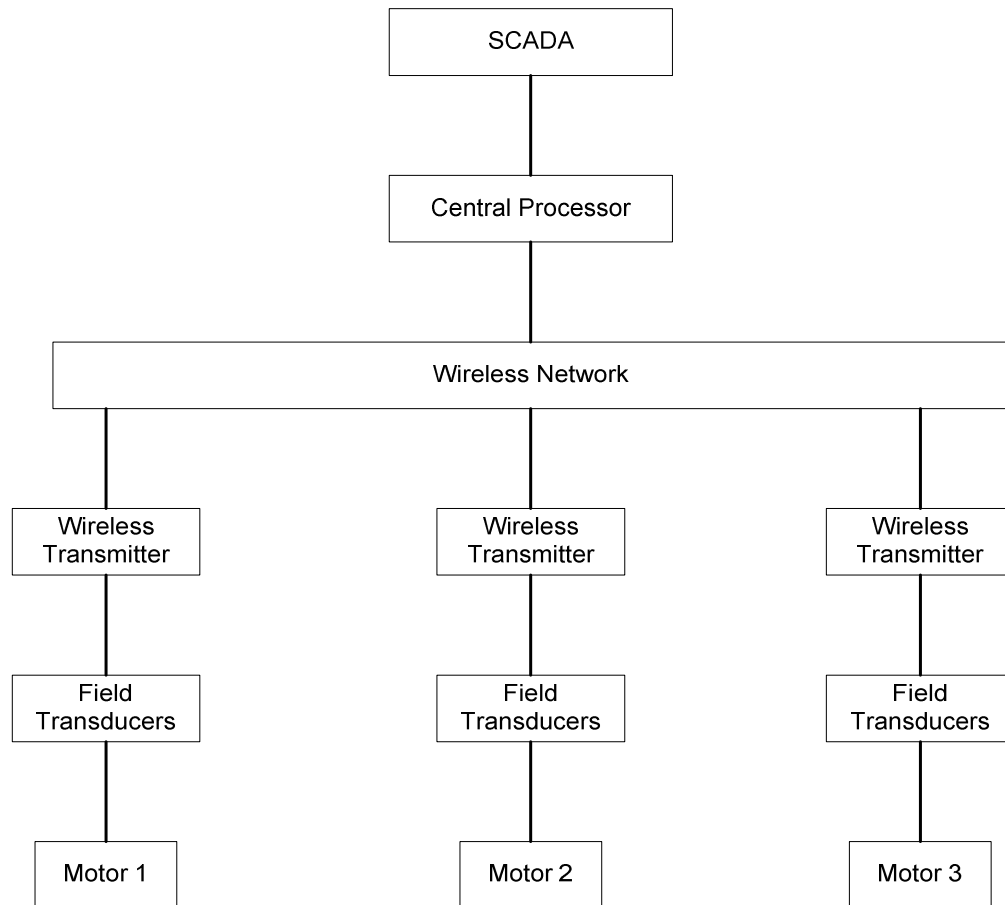 SCADA
Central Processor
Wireless Network
Wireless
Transmitter
Wireless
Transmitter
Wireless
Transmitter
Field
Transducers
Field
Transducers
Field
Transducers
Motor 1
Motor 2
Motor 3